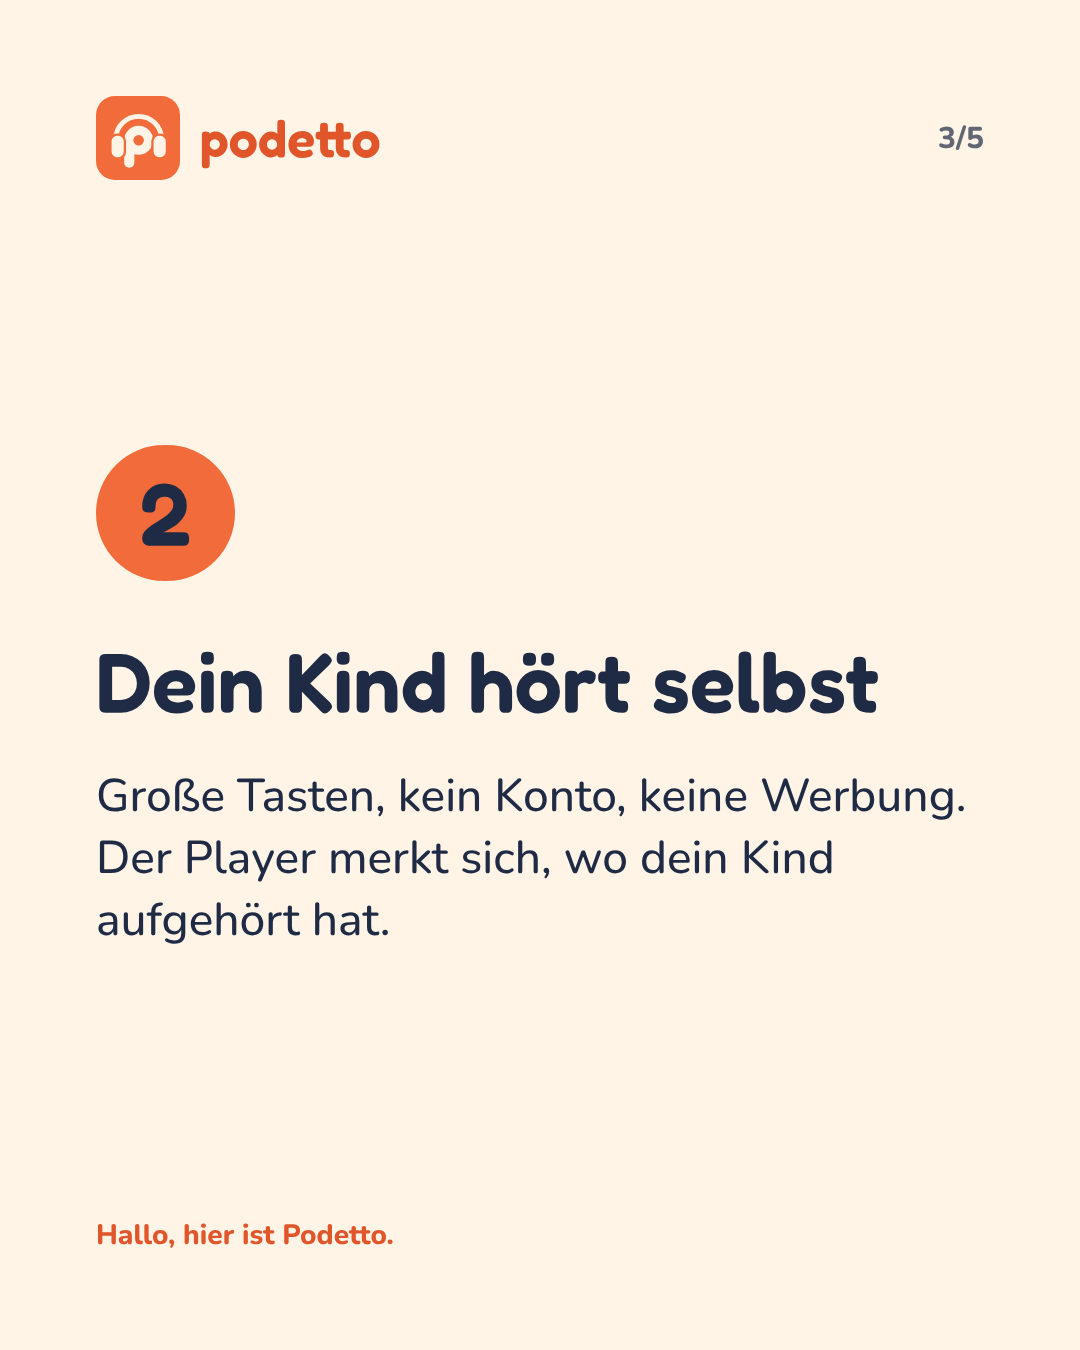 podetto
3/5
2
Dein Kind hört selbst
Große Tasten, kein Konto, keine Werbung.
Der Player merkt sich, wo dein Kind
aufgehört hat.
Hallo, hier ist Podetto.